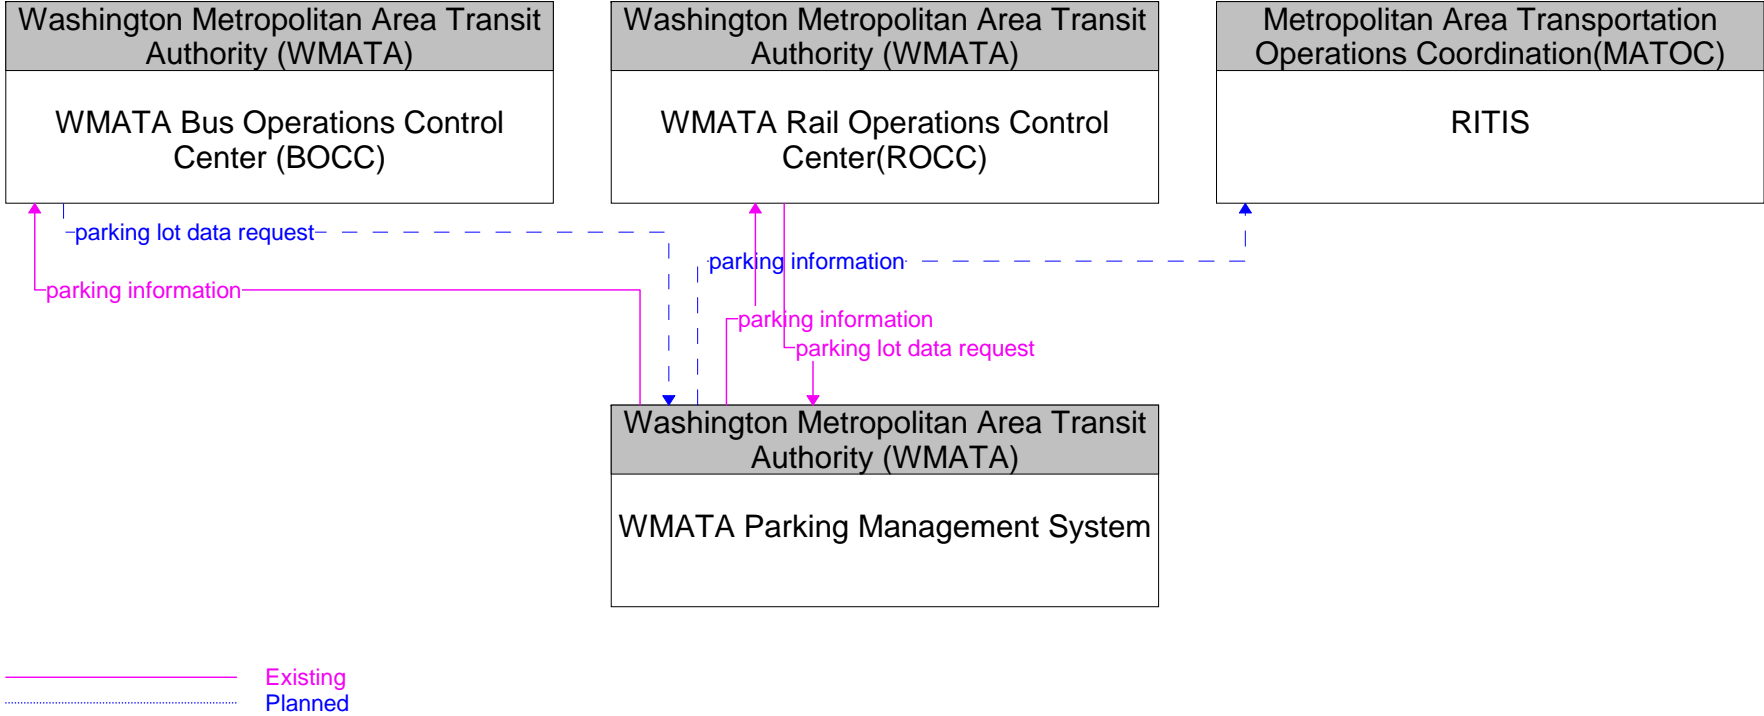 Washington Metropolitan Area Transit
Authority (WMATA)
WMATA Bus Operations Control
Center (BOCC)
Washington Metropolitan Area Transit
Authority (WMATA)
WMATA Rail Operations Control
Center(ROCC)
Metropolitan Area Transportation
Operations Coordination(MATOC)
RITIS
parking lot data request
parking information
parking information
parking information
parking lot data request
Washington Metropolitan Area Transit
Authority (WMATA)
WMATA Parking Management System
Existing
Planned